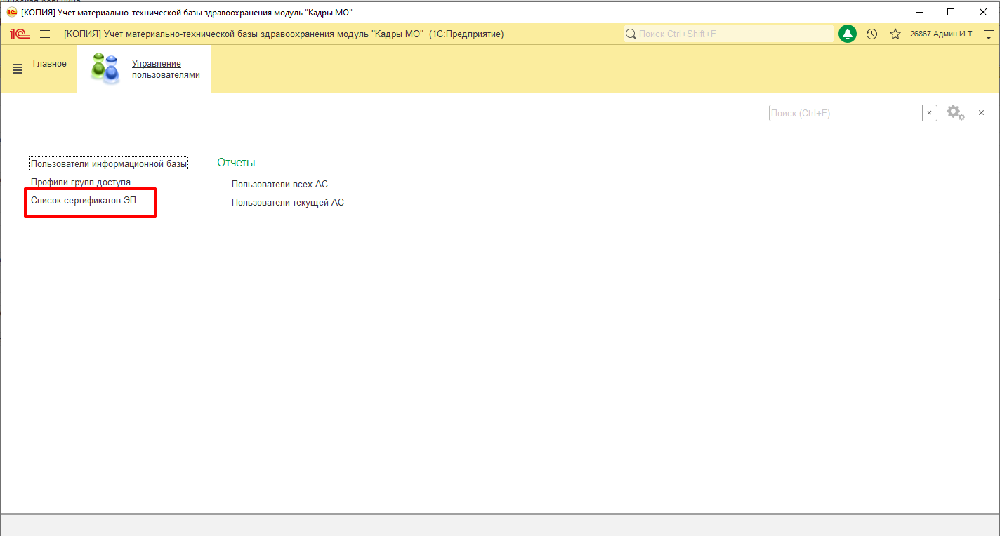 [КОПИЯ] Учет материально-технической базы здравоохранения модуль "Кадры МО"
1С [КОПИЯ] Учет материально-технической базы здравоохранения модуль "Кадры МО" (1С:Предприятие) Поиск Ctrl+Shift+F 26867 Админ И.Т.
Главное
Управление
пользователями
Поиск (Ctrl+F)
Пользователи информационной базы
Профили групп доступа
Список сертификатов ЭП
Отчеты
Пользователи всех АС
Пользователи текущей АС